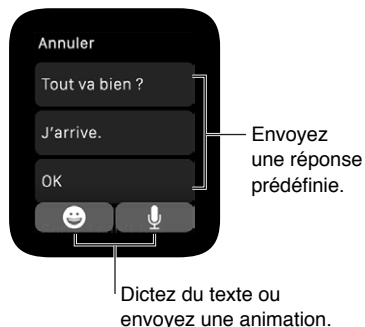 Annuler
Tout va bien ?
J'arrive.
OK
Envoyez
une réponse
prédéfinie.
Dictez du texte ou
envoyez une animation.